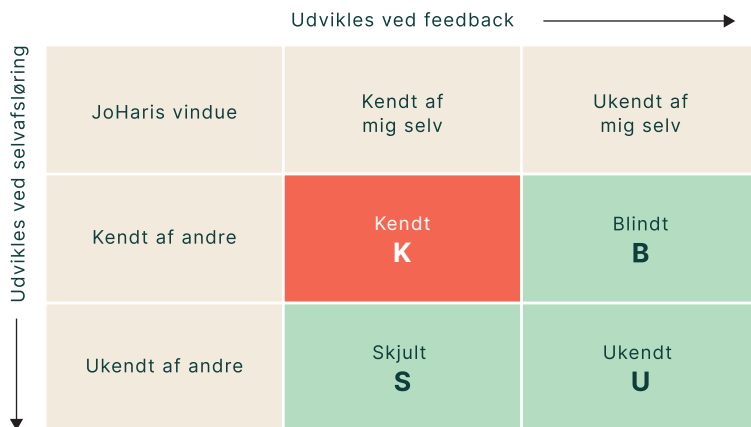 Udvikles ved feedback
Udvikles ved selvafsløring
JoHaris vindue
Kendt af
mig selv
Ukendt af
mig selv
Kendt af andre
Kendt
K
Blindt
B
Ukendt af andre
Skjult
S
Ukendt
U